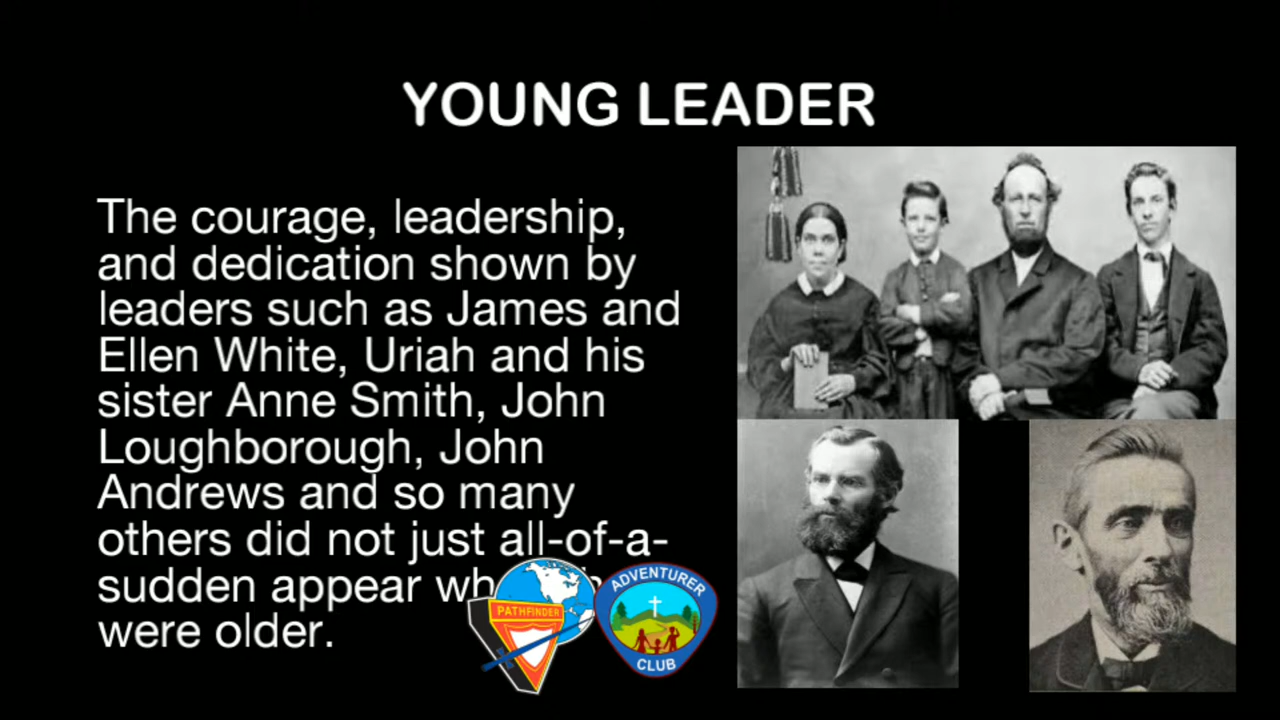 YOUNG LEADER
The courage, leadership,
and dedication shown by
leaders such as James and
Ellen White, Uriah and his
sister Anne Smith, John
Loughborough, John
Andrews and so many
others did not just all-of-a-
sudden appear
were older.
PATHFINDER
ADVENTURER
CLUB